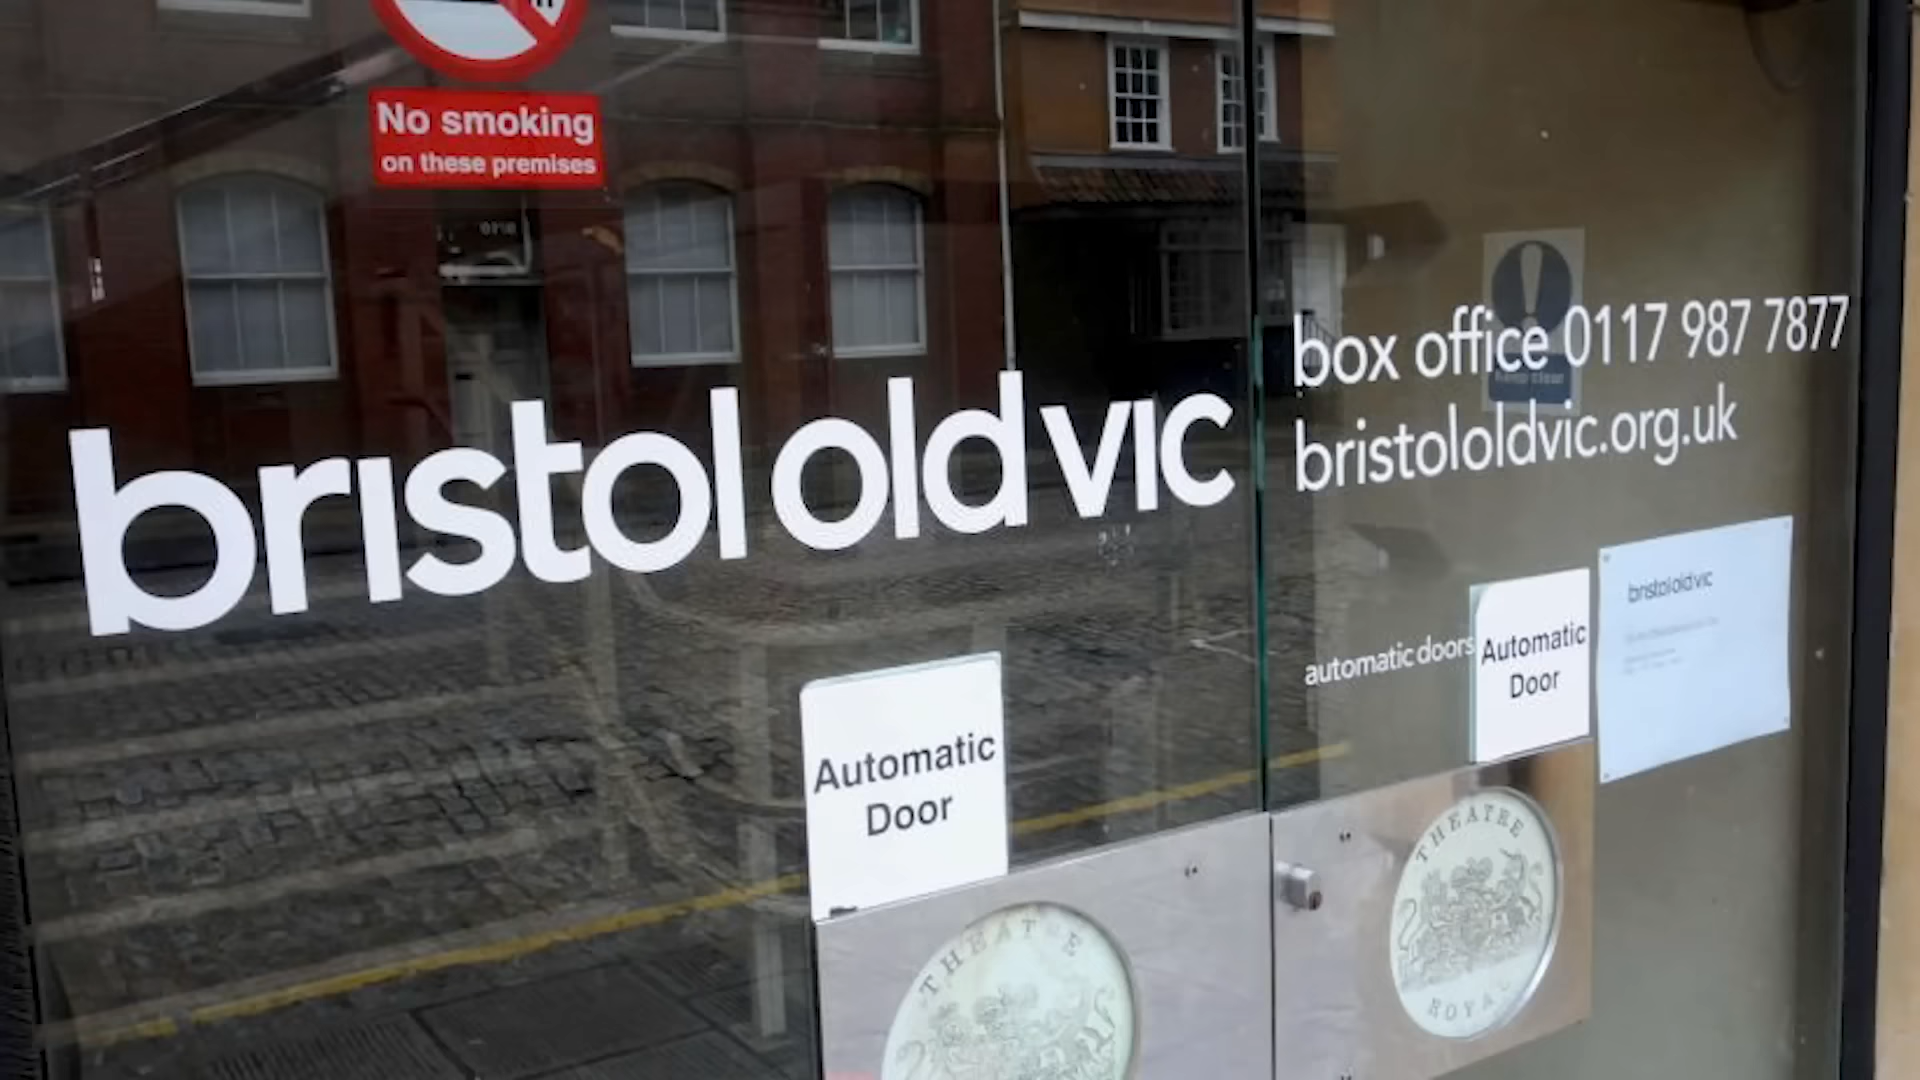 No smoking
on these premises
bristol old vic
box office 0117 987 7877
bristololdvic.org.uk
automatic doors
Automatic
Door
bristol old vic
Automatic
Door
THEATRE
ROYAL
THEATRE